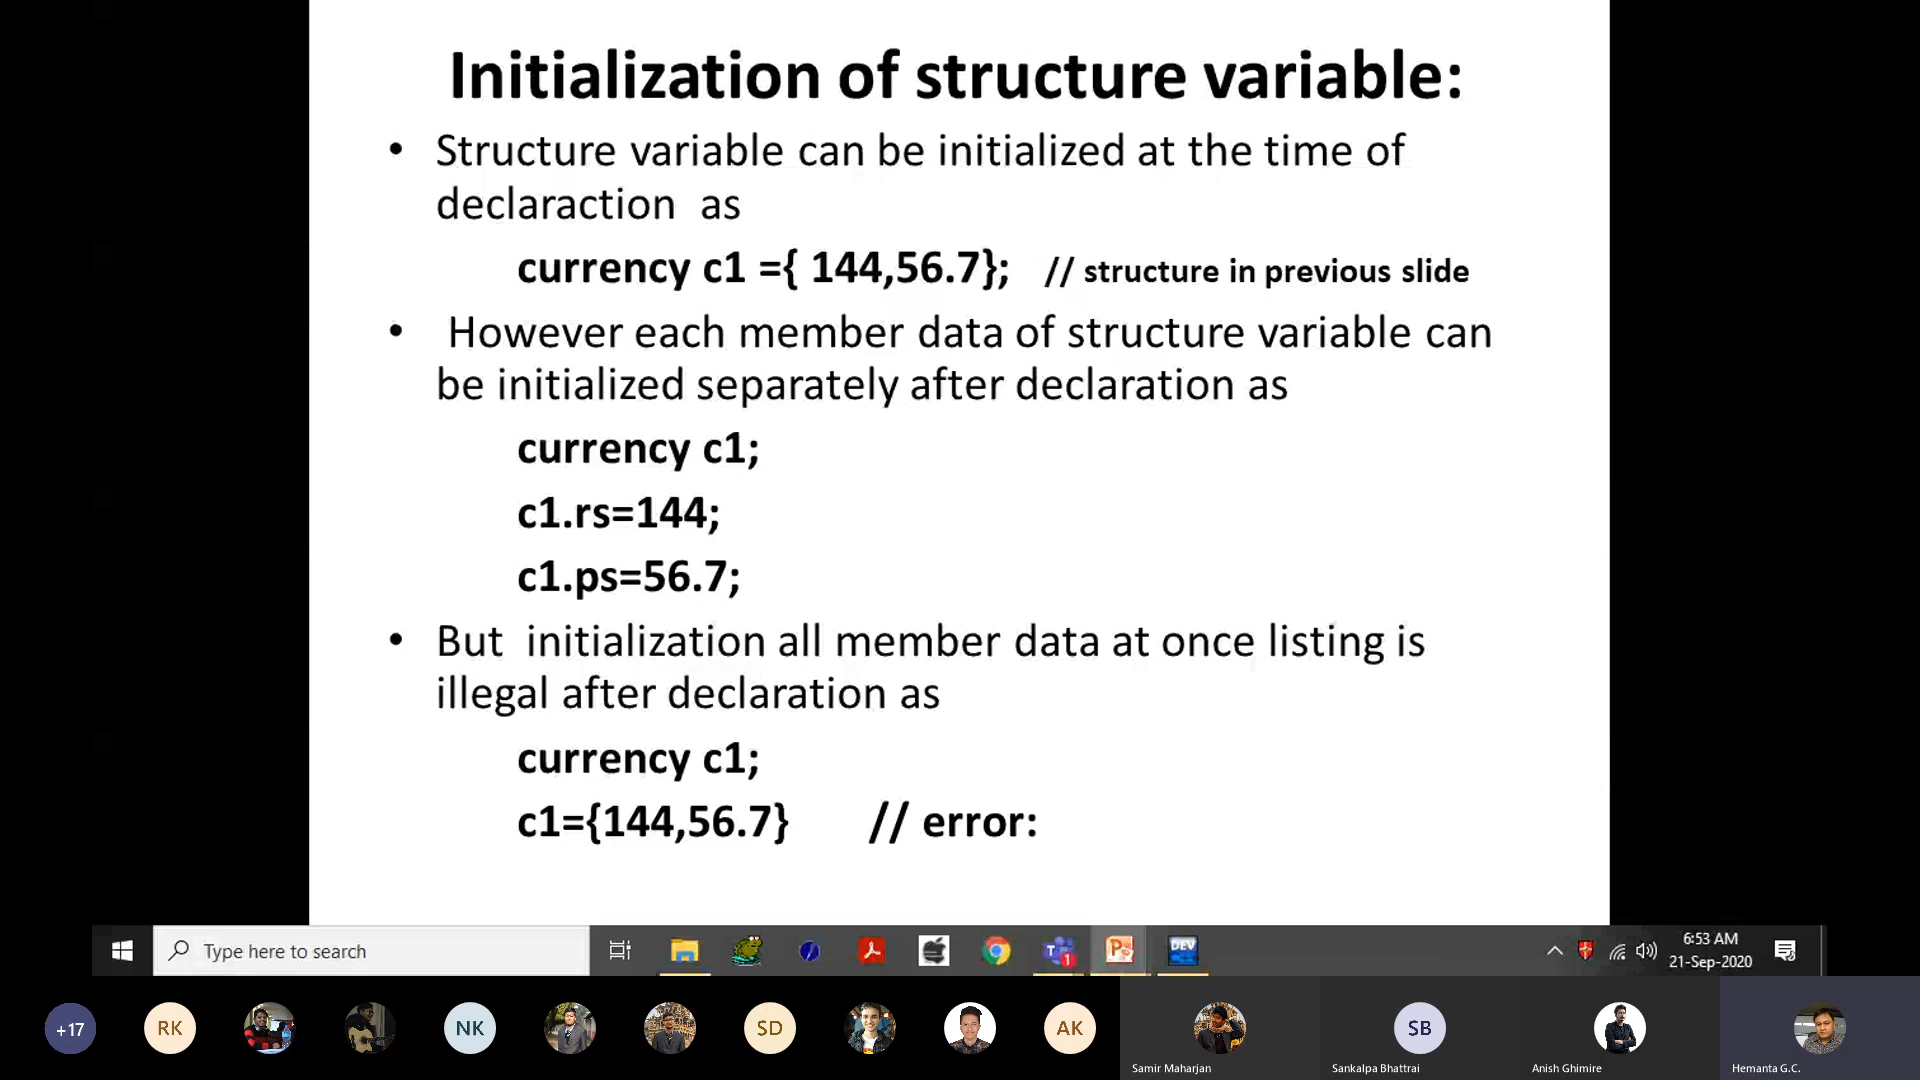 Initialization of structure variable:
• Structure variable can be initialized at the time of
declaraction as
currency c1 ={ 144,56.7}; // structure in previous slide
• However each member data of structure variable can
be initialized separately after declaration as
currency c1;
c1.rs=144;
c1.ps=56.7;
• But initialization all member data at once listing is
illegal after declaration as
currency c1;
c1={144,56.7} // error:
Type here to search
1
DEV
6:53 AM
21-Sep-2020
+17
RK
NK
SD
AK
SB
Samir Maharjan
Sankalpa Bhattrai
Anish Ghimire
Hemanta G.C.